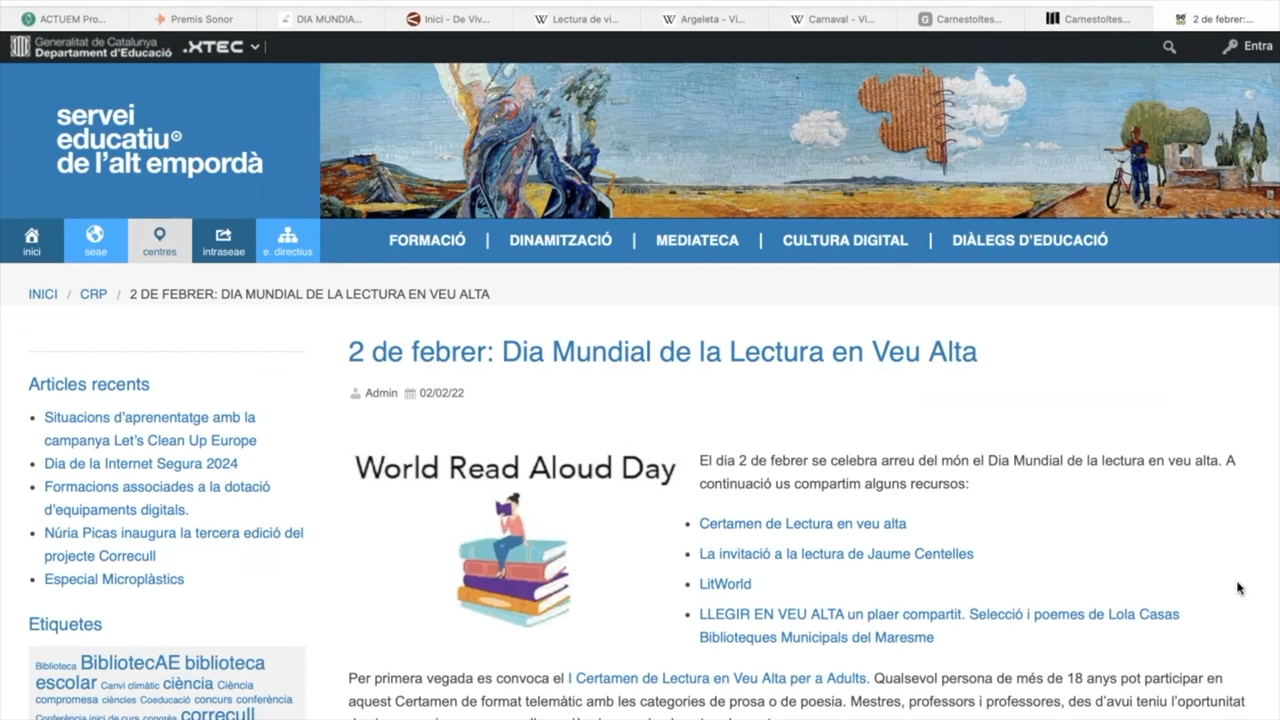 ACTUEM Pro...
Premis Sonor
DIA MUNDIA...
Inici - De Viv...
Lectura de vi...
Argeleta - Vi...
Carnaval - Vi...
Carnestoltes...
Carnestoltes...
2 de febrer:...
Generalitat de Catalunya
Departament d'Educació
.XTEC
Entra
servei
educatiu
de l'alt empordà
inici
seae
centres
intraseae
e. directius
FORMACIÓ | DINAMITZACIÓ | MEDIATECA | CULTURA DIGITAL | DIÀLEGS D'EDUCACIÓ
INICI / CRP / 2 DE FEBRER: DIA MUNDIAL DE LA LECTURA EN VEU ALTA
Articles recents
Situacions d'aprenentatge amb la
campanya Let's Clean Up Europe
Dia de la Internet Segura 2024
Formacions associades a la dotació
d'equipaments digitals.
Núria Picas inaugura la tercera edició del
projecte Correcull
Especial Microplàstics
Etiquetes
Biblioteca BibliotecAE biblioteca
escolar Canvi climàtic ciència Ciència
compromesa ciències Coeducació concurs conferència
Conferència inici de curs congrés correcull
2 de febrer: Dia Mundial de la Lectura en Veu Alta
Admin 02/02/22
World Read Aloud Day
El dia 2 de febrer se celebra arreu del món el Dia Mundial de la lectura en veu alta. A
continuació us compartim alguns recursos:
Certamen de Lectura en veu alta
La invitació a la lectura de Jaume Centelles
LitWorld
LLEGIR EN VEU ALTA un plaer compartit. Selecció i poemes de Lola Casas
Biblioteques Municipals del Maresme
Per primera vegada es convoca el I Certamen de Lectura en Veu Alta per a Adults. Qualsevol persona de més de 18 anys pot participar en
aquest Certamen de format telemàtic amb les categories de prosa o de poesia. Mestres, professors i professores, des d'avui teniu l'oportunitat